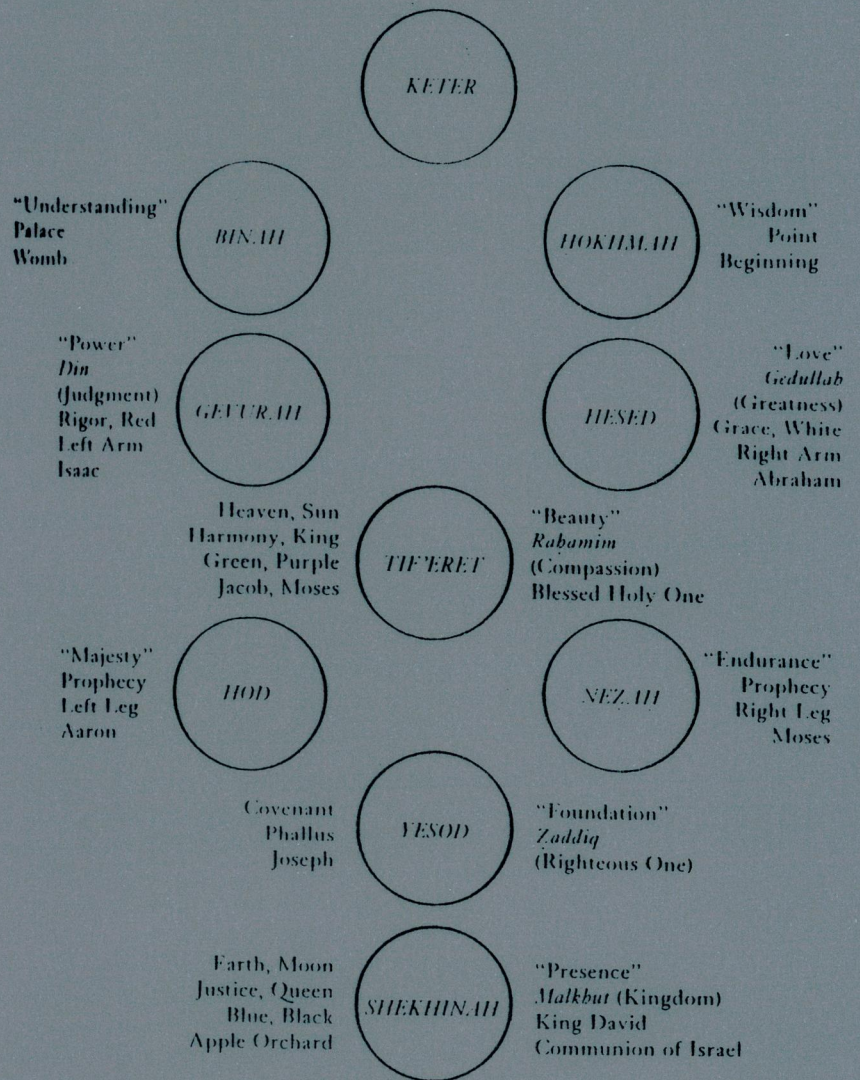 KETER
"Understanding"
Palace
Womb
BINAH
HOKHMAH
"Wisdom"
Point
Beginning
"Power"
Din
(Judgment)
Rigor, Red
Left Arm
Isaac
GEVURAH
HESED
"Love"
Gedullah
(Greatness)
Grace, White
Right Arm
Abraham
Heaven, Sun
Harmony, King
Green, Purple
Jacob, Moses
TIF'ERET
"Beauty"
Rahamim
(Compassion)
Blessed Holy One
"Majesty"
Prophecy
Left Leg
Aaron
HOD
NEZAH
"Endurance"
Prophecy
Right Leg
Moses
Covenant
Phallus
Joseph
YESOD
"Foundation"
Zaddiq
(Righteous One)
Earth, Moon
Justice, Queen
Blue, Black
Apple Orchard
SHEKHINAH
"Presence"
Malkhut (Kingdom)
King David
Communion of Israel